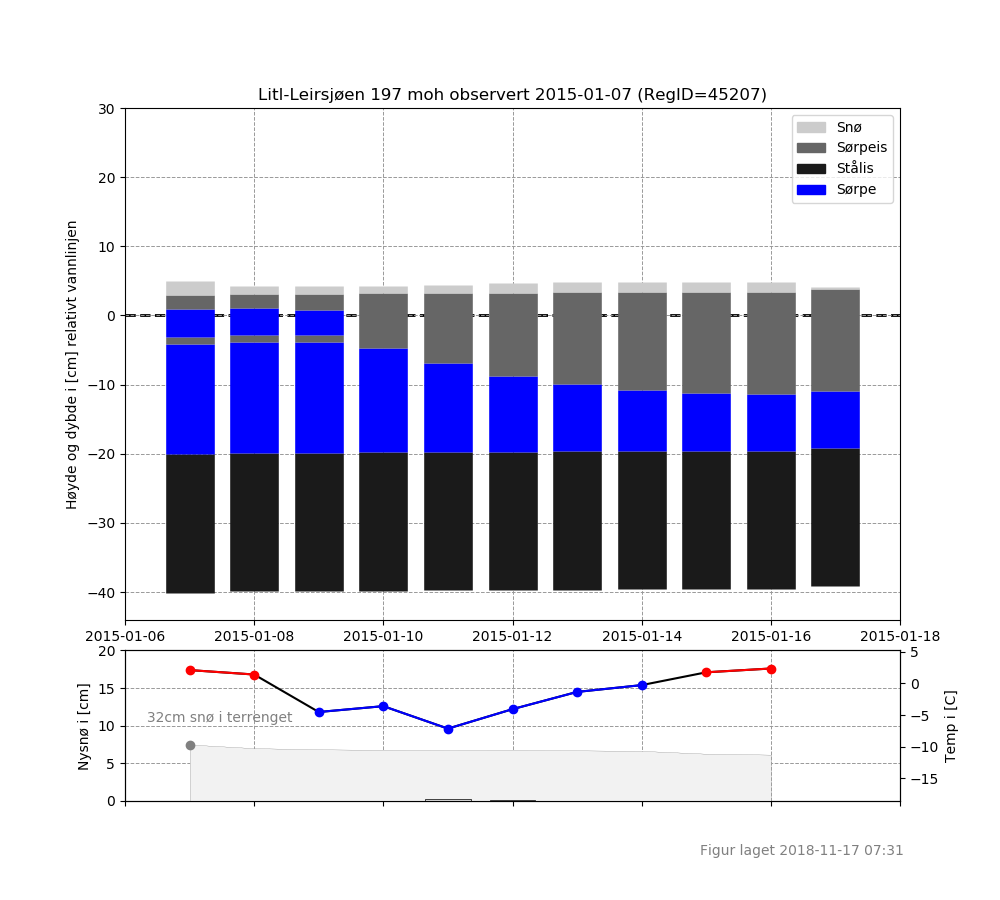 Litl-Leirsjøen 197 moh observert 2015-01-07 (RegID=45207)
30
20
10
0
−10
−20
−30
−40
Høyde og dybde i [cm] relativt vannlinjen
Snø
Sørpeis
Stålis
Sørpe
2015-01-06 2015-01-08 2015-01-10 2015-01-12 2015-01-14 2015-01-16 2015-01-18
20
15
10
5
0
Nysnø i [cm]
32cm snø i terrenget
5
0
−5
−10
−15
Temp i [C]
Figur laget 2018-11-17 07:31